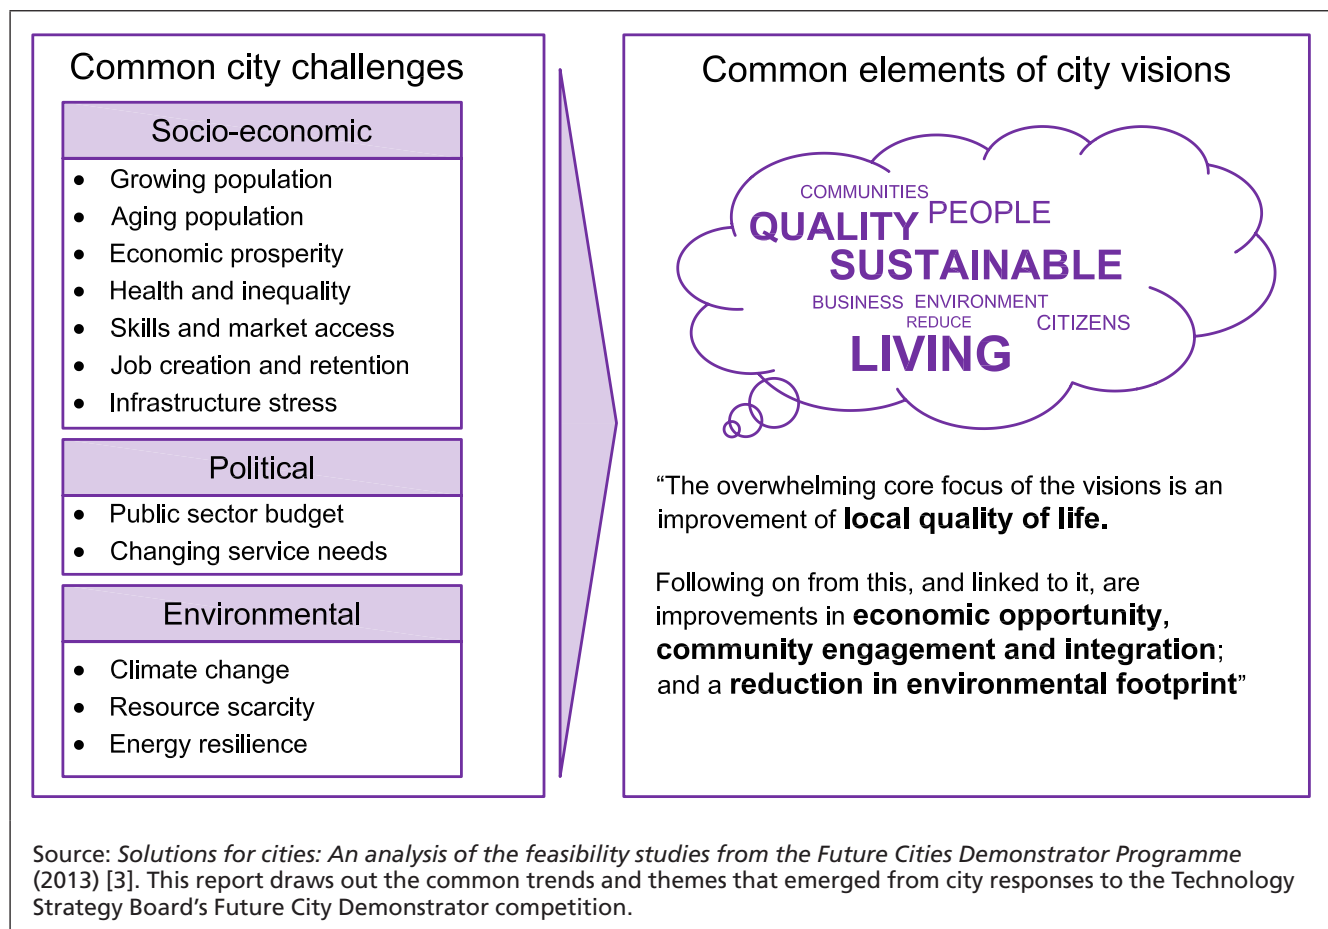 Common city challenges
Socio-economic
• Growing population
• Aging population
• Economic prosperity
• Health and inequality
• Skills and market access
• Job creation and retention
• Infrastructure stress
Political
• Public sector budget
• Changing service needs
Environmental
• Climate change
• Resource scarcity
• Energy resilience
Common elements of city visions
COMMUNITIES
QUALITY PEOPLE
SUSTAINABLE
BUSINESS ENVIRONMENT
REDUCE CITIZENS
LIVING
“The overwhelming core focus of the visions is an
improvement of local quality of life.
Following on from this, and linked to it, are
improvements in economic opportunity,
community engagement and integration;
and a reduction in environmental footprint”
Source: Solutions for cities: An analysis of the feasibility studies from the Future Cities Demonstrator Programme
(2013) [3]. This report draws out the common trends and themes that emerged from city responses to the Technology
Strategy Board’s Future City Demonstrator competition.